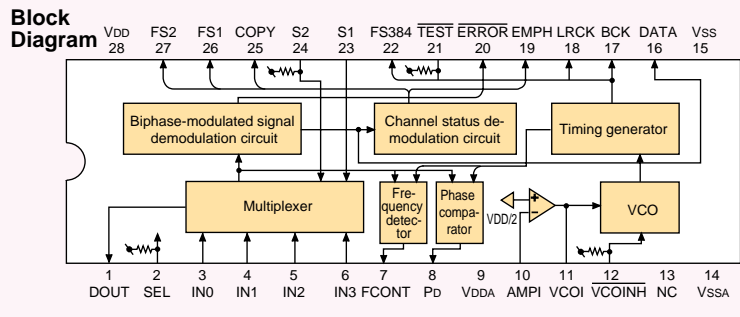 Block
Diagram
VDD FS2 FS1 COPY S2 S1 FS384 TEST ERROR EMPH LRCK BCK DATA VSS
28 27 26 25 24 23 22 21 20 19 18 17 16 15
Biphase-modulated signal
demodulation circuit
Channel status de-
modulation circuit
Timing generator
Multiplexer
Fre-
quency
detec-
tor
Phase
compa-
rator
VDD/2
+
−
VCO
1 2 3 4 5 6 7 8 9 10 11 12 13 14
DOUT SEL IN0 IN1 IN2 IN3 FCONT PD VDDA AMPI VCOI VCOINH NC VSSA